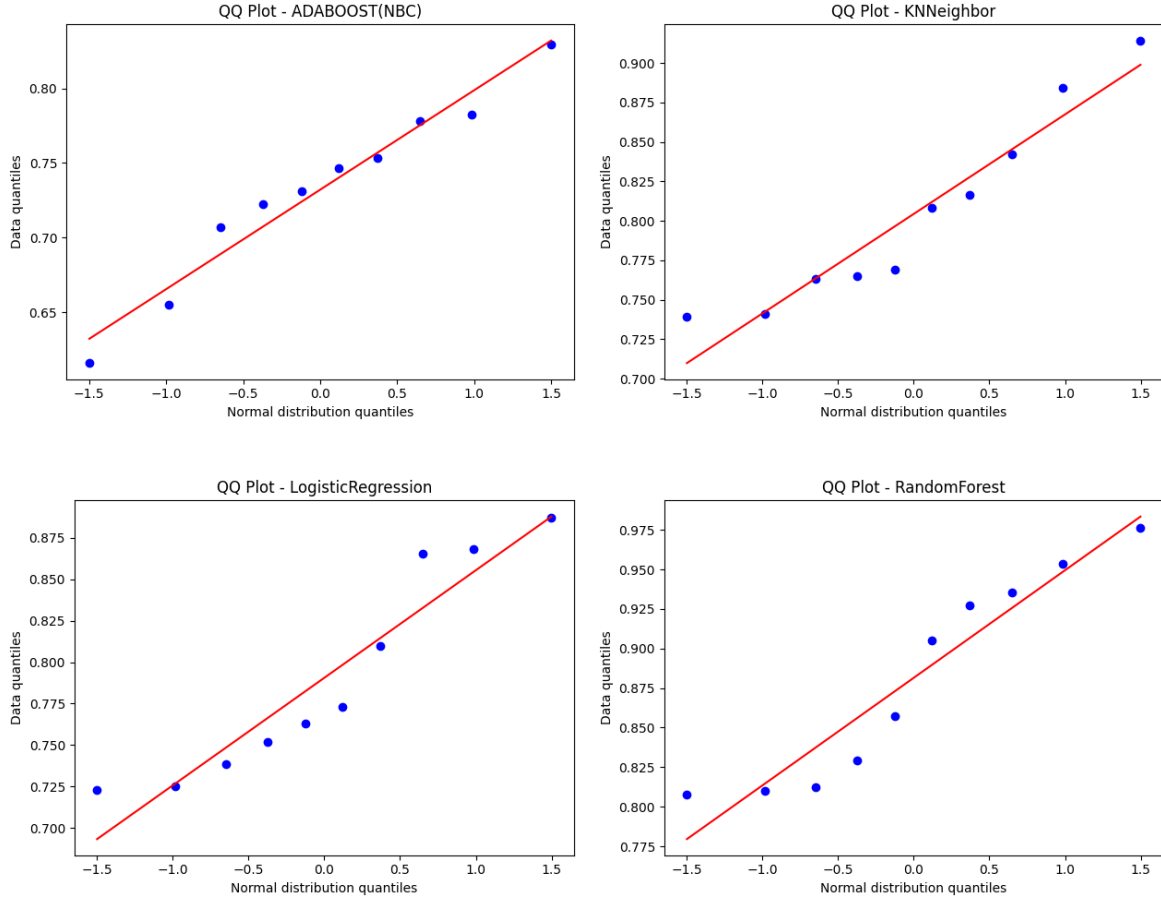 QQ Plot - ADABOOST(NBC)
0.80
0.75
0.70
0.65
Data quantiles
−1.5 −1.0 −0.5 0.0 0.5 1.0 1.5
Normal distribution quantiles
QQ Plot - KNNeighbor
0.900
0.875
0.850
0.825
0.800
0.775
0.750
0.725
0.700
Data quantiles
−1.5 −1.0 −0.5 0.0 0.5 1.0 1.5
Normal distribution quantiles
QQ Plot - LogisticRegression
0.875
0.850
0.825
0.800
0.775
0.750
0.725
0.700
Data quantiles
−1.5 −1.0 −0.5 0.0 0.5 1.0 1.5
Normal distribution quantiles
QQ Plot - RandomForest
0.975
0.950
0.925
0.900
0.875
0.850
0.825
0.800
0.775
Data quantiles
−1.5 −1.0 −0.5 0.0 0.5 1.0 1.5
Normal distribution quantiles